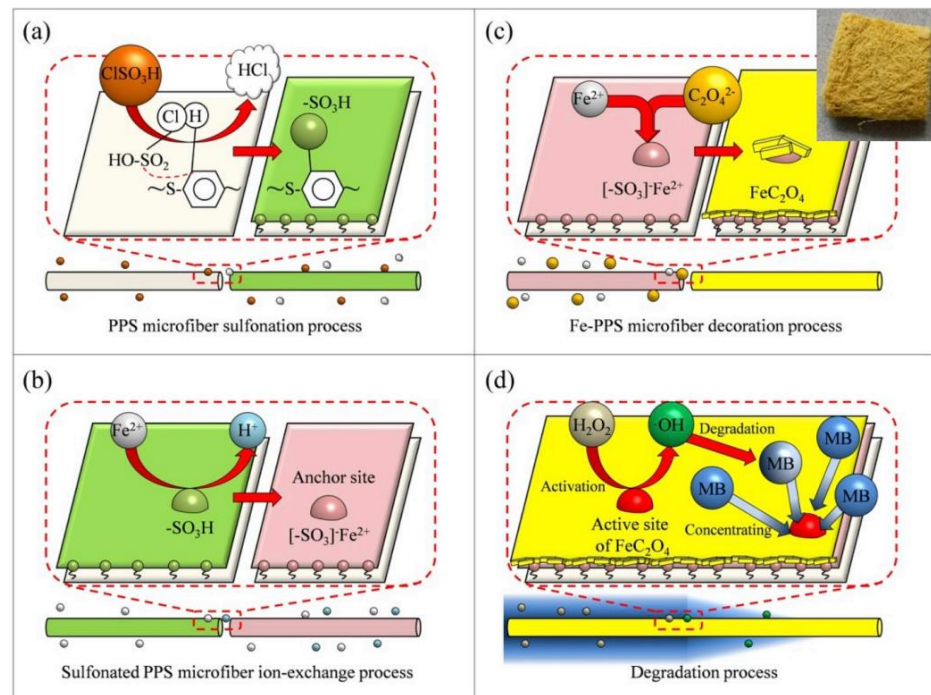 (a)
ClSO₃H
HCl
Cl H
HO-SO₂
-S-
-SO₃H
-S-
PPS microfiber sulfonation process
(c)
Fe²⁺
C₂O₄²⁻
[-SO₃]⁻Fe²⁺
FeC₂O₄
Fe-PPS microfiber decoration process
(b)
Fe²⁺
H⁺
-SO₃H
Anchor site
[-SO₃]⁻Fe²⁺
Sulfonated PPS microfiber ion-exchange process
(d)
H₂O₂
·OH
Degradation
MB
MB
MB
MB
Activation
Concentrating
Active site
of FeC₂O₄
Degradation process